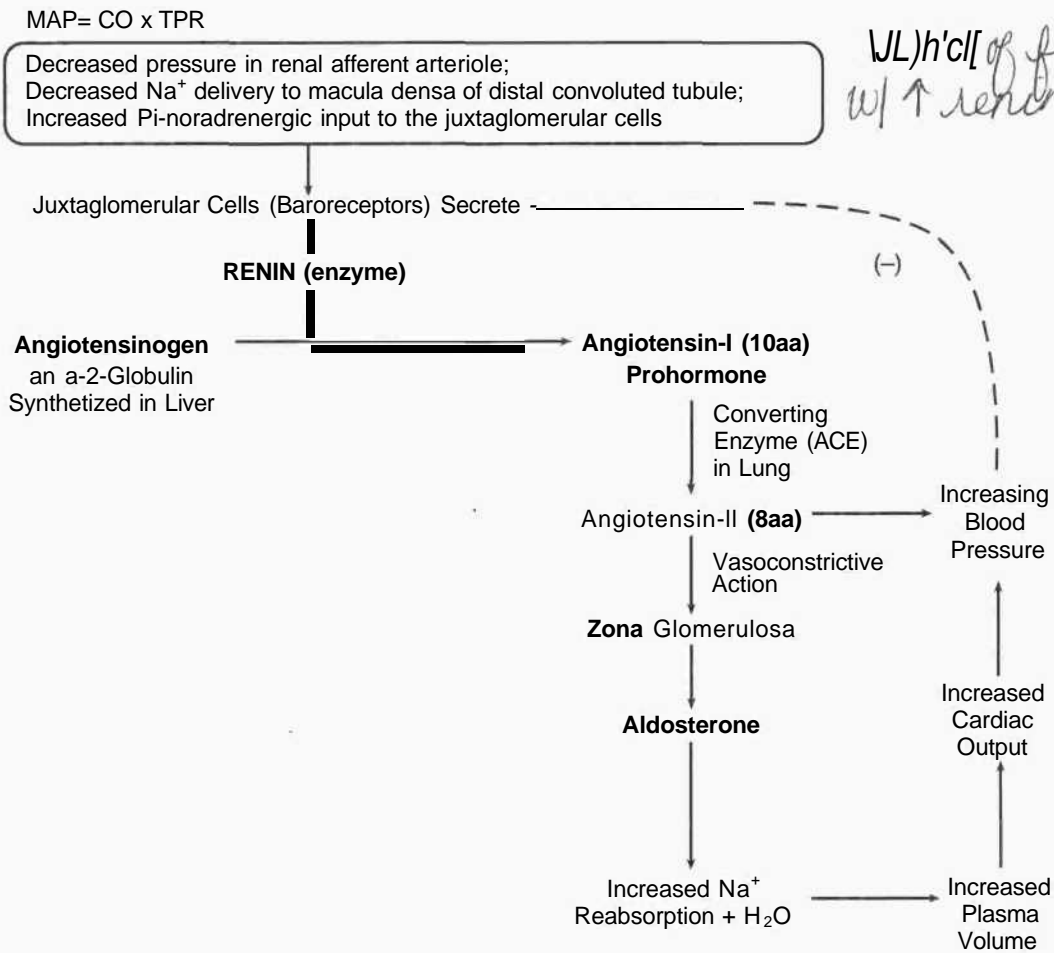 MAP= CO x TPR
Decreased pressure in renal afferent arteriole;
Decreased Na⁺ delivery to macula densa of distal convoluted tubule;
Increased Pi-noradrenergic input to the juxtaglomerular cells
of
w/ ↑
Juxtaglomerular Cells (Baroreceptors) Secrete -
(–)
RENIN (enzyme)
Angiotensinogen
an a-2-Globulin
Synthetized in Liver
Angiotensin-I (10aa)
Prohormone
Converting
Enzyme (ACE)
in Lung
Angiotensin-II (8aa)
Increasing
Blood
Pressure
Vasoconstrictive
Action
Zona Glomerulosa
Increased
Cardiac
Output
Aldosterone
Increased Na⁺
Reabsorption + H₂O
Increased
Plasma
Volume